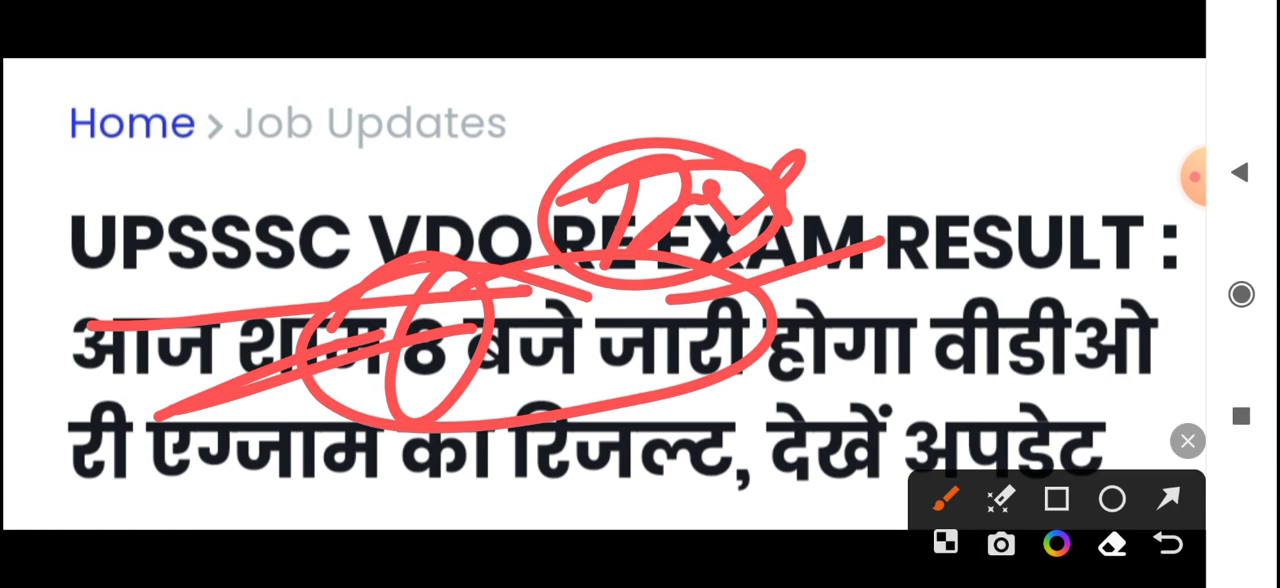 Home > Job Updates
UPSSSC VDO RE EXAM RESULT :
आज शाम 8 बजे जारी होगा वीडीओ
री एग्जाम का रिजल्ट, देखें अपडेट